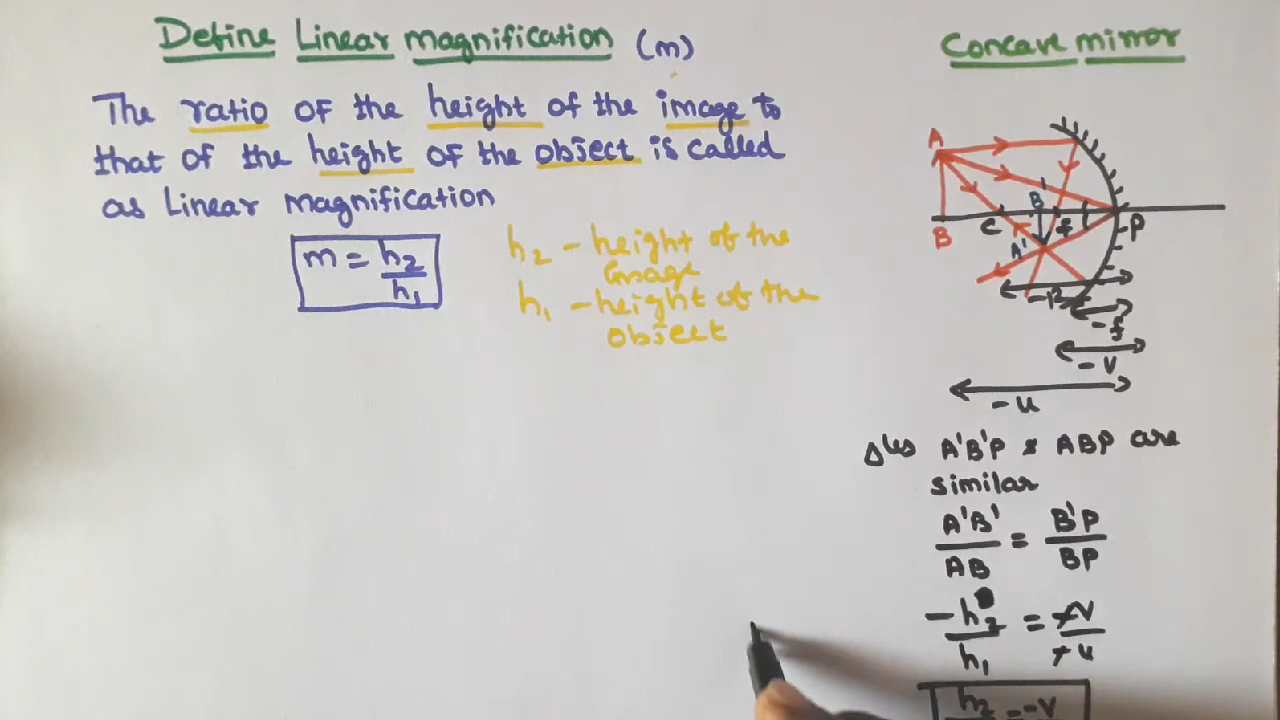 Define Linear magnification (m)
The ratio of the height of the image to
that of the height of the object is called
as Linear magnification
m = h₂/h₁
h₂ - height of the
image
h₁ - height of the
object
Concave mirror
A
B
C
B'
A'
f
P
-R
-f
-v
-u
Δles A'B'P & ABP are
similar
A'B'/AB = B'P/BP
-h₂/h₁ = -v/-u
h₂ = -v